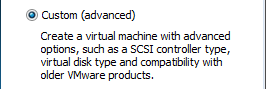 Custom (advanced)
Create a virtual machine with advanced
options, such as a SCSI controller type,
virtual disk type and compatibility with
older VMware products.